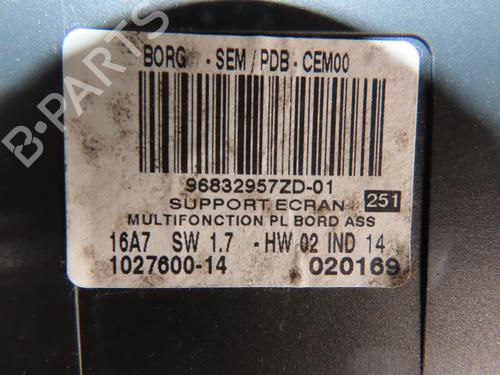 BORG - SEM / PDB - CEM00
96832957ZD-01
SUPPORT ECRAN 251
MULTIFONCTION PL BORD ASS
16A7 SW 1.7 - HW 02 IND 14
1027600-14 020169
B-PARTS